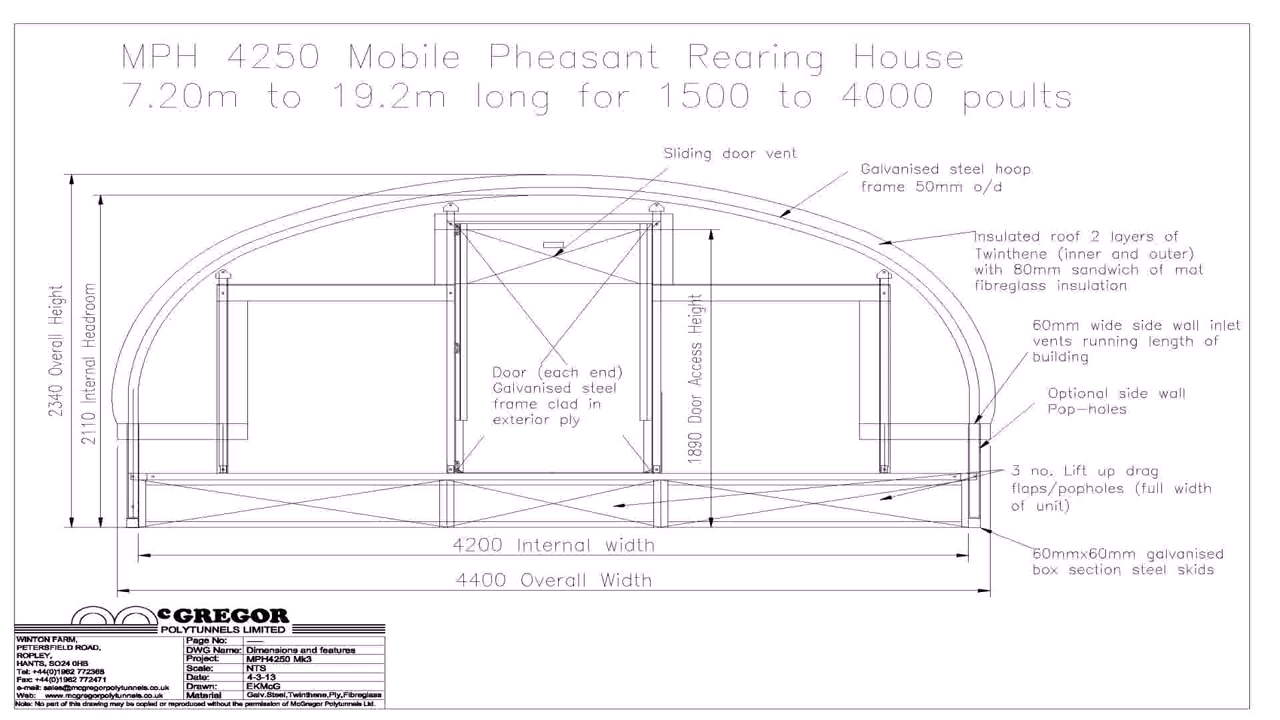 MPH 4250 Mobile Pheasant Rearing House
7.20m to 19.2m long for 1500 to 4000 poults
Sliding door vent
Galvanised steel hoop
frame 50mm o/d
Insulated roof 2 layers of
Twinthene (inner and outer)
with 80mm sandwich of mat
fibreglass insulation
60mm wide side wall inlet
vents running length of
building
Optional side wall
Pop-holes
3 no. Lift up drag
flaps/popholes (full width
of unit)
60mmx60mm galvanised
box section steel skids
2340 Overall Height
2110 Internal Headroom
Door (each end)
Galvanised steel
frame clad in
exterior ply
1890 Door Access Height
4200 Internal width
4400 Overall Width
McGREGOR
POLYTUNNELS LIMITED
WINTON FARM,
PETERSFIELD ROAD,
ROPLEY,
HANTS, SO24 0HB
Tel: +44(0)1962 772368
Fax: +44(0)1962 772471
e-mail: sales@mcgregorpolytunnels.co.uk
Web: www.mcgregorpolytunnels.co.uk
Page No: ——
DWG Name: Dimensions and features
Project: MPH4250 Mk3
Scale: NTS
Date: 4-3-13
Drawn: EKMcG
Material Galv.Steel,Twinthene,Ply,Fibreglass
Note: No part of this drawing may be copied or reproduced without the permission of McGregor Polytunnels Ltd.